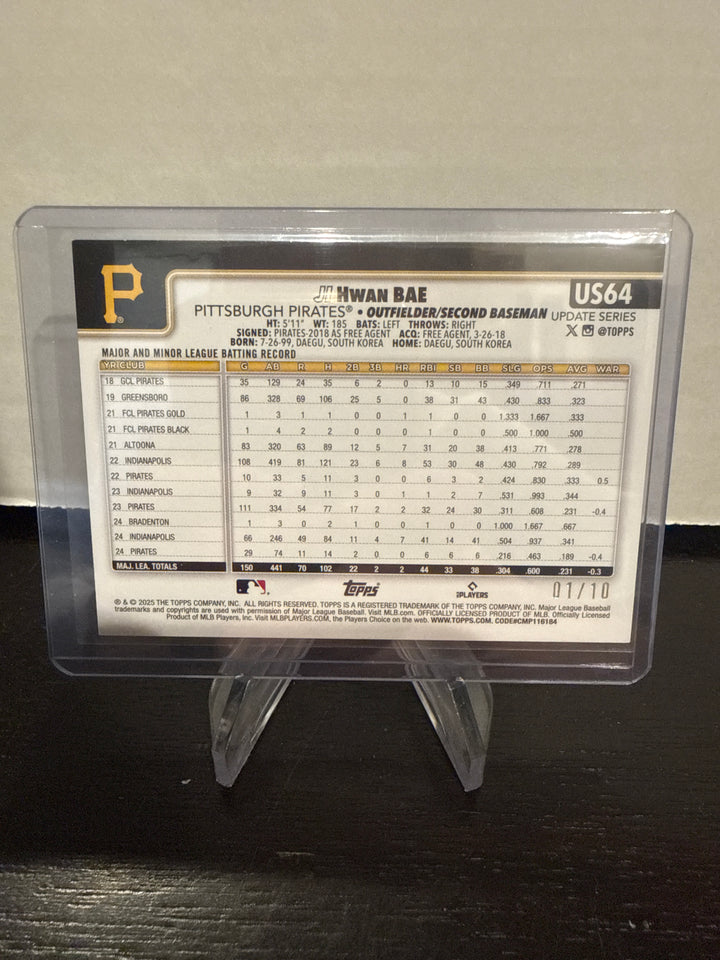 P
JI HWAN BAE
US64
PITTSBURGH PIRATES® • OUTFIELDER/SECOND BASEMAN
UPDATE SERIES
HT: 5'11" WT: 185 BATS: LEFT THROWS: RIGHT
X @TOPPS
SIGNED: PIRATES-2018 AS FREE AGENT ACQ: FREE AGENT, 3-26-18
BORN: 7-26-99, DAEGU, SOUTH KOREA HOME: DAEGU, SOUTH KOREA
MAJOR AND MINOR LEAGUE BATTING RECORD
YR CLUB G AB R H 2B 3B HR RBI SB BB SLG OPS AVG WAR
18 GCL PIRATES 35 129 24 35 6 2 0 13 10 15 .349 .711 .271
19 GREENSBORO 86 328 69 106 25 5 0 38 31 43 .430 .833 .323
21 FCL PIRATES GOLD 1 3 1 1 0 0 1 1 0 0 1.333 1.667 .333
21 FCL PIRATES BLACK 1 4 2 2 0 0 0 1 0 0 .500 1.000 .500
21 ALTOONA 83 320 63 89 12 5 7 31 20 38 .413 .771 .278
22 INDIANAPOLIS 108 419 81 121 23 6 8 53 30 48 .430 .792 .289
22 PIRATES 10 33 5 11 3 0 0 6 3 2 .424 .830 .333 0.5
23 INDIANAPOLIS 9 32 9 11 3 0 1 1 2 7 .531 .993 .344
23 PIRATES 111 334 54 77 17 2 2 32 24 30 .311 .608 .231 -0.4
24 BRADENTON 1 3 0 2 1 0 0 1 0 0 1.000 1.667 .667
24 INDIANAPOLIS 66 246 49 84 11 4 7 41 14 41 .504 .937 .341
24 PIRATES 29 74 11 14 2 0 0 6 6 6 .216 .463 .189 -0.4
MAJ. LEA. TOTALS 150 441 70 102 22 2 2 44 33 38 .304 .600 .231 -0.3
topps
PLAYERS
01/10
® & © 2025 THE TOPPS COMPANY, INC. ALL RIGHTS RESERVED. TOPPS IS A REGISTERED TRADEMARK OF THE TOPPS COMPANY, INC. Major League Baseball
trademarks and copyrights are used with permission of Major League Baseball. Visit MLB.com. OFFICIALLY LICENSED PRODUCT OF MLB. Officially Licensed
Product of MLB Players, Inc. Visit MLBPLAYERS.COM, the Players Choice on the web. WWW.TOPPS.COM. CODE#CMP116184